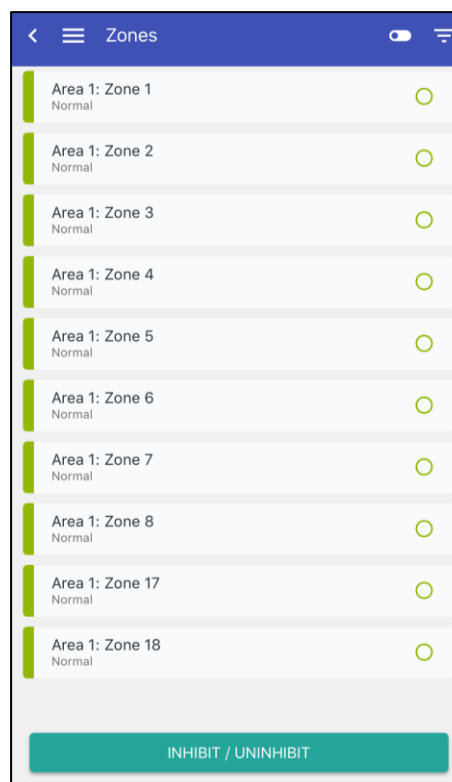 Zones
Area 1: Zone 1
Normal
Area 1: Zone 2
Normal
Area 1: Zone 3
Normal
Area 1: Zone 4
Normal
Area 1: Zone 5
Normal
Area 1: Zone 6
Normal
Area 1: Zone 7
Normal
Area 1: Zone 8
Normal
Area 1: Zone 17
Normal
Area 1: Zone 18
Normal
INHIBIT / UNINHIBIT